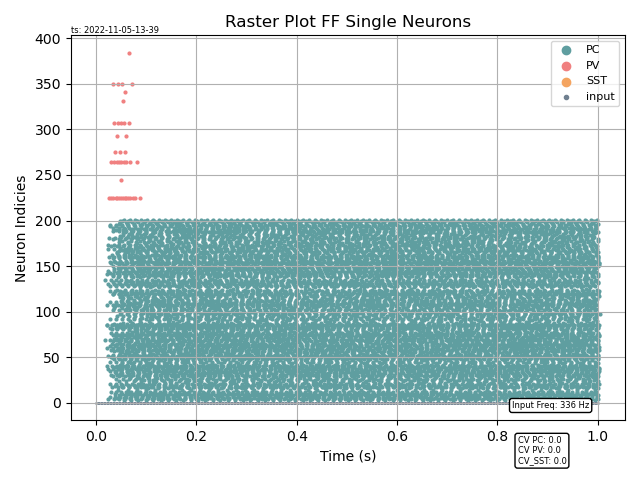 Raster Plot FF Single Neurons
ts: 2022-11-05-13-39
400
350
300
250
200
150
100
50
0
Neuron Indicies
PC
PV
SST
input
Input Freq: 336 Hz
0.0 0.2 0.4 0.6 0.8 1.0
Time (s)
CV PC: 0.0
CV PV: 0.0
CV_SST: 0.0